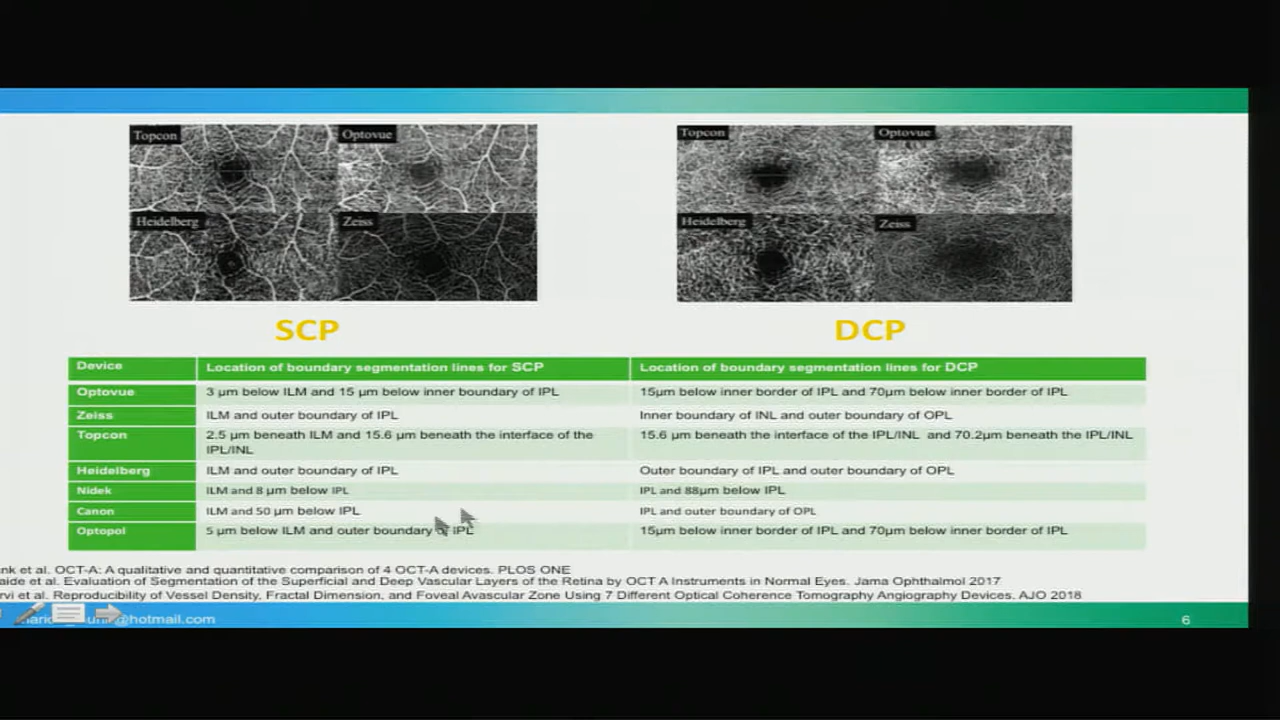 Topcon Optovue
Heidelberg Zeiss
Topcon Optovue
Heidelberg Zeiss
SCP
DCP
Device Location of boundary segmentation lines for SCP Location of boundary segmentation lines for DCP
Optovue 3 µm below ILM and 15 µm below inner boundary of IPL 15µm below inner border of IPL and 70µm below inner border of IPL
Zeiss ILM and outer boundary of IPL Inner boundary of INL and outer boundary of OPL
Topcon 2.5 µm beneath ILM and 15.6 µm beneath the interface of the 15.6 µm beneath the interface of the IPL/INL and 70.2µm beneath the IPL/INL
IPL/INL
Heidelberg ILM and outer boundary of IPL Outer boundary of IPL and outer boundary of OPL
Nidek ILM and 8 µm below IPL IPL and 88µm below IPL
Canon ILM and 50 µm below IPL IPL and outer boundary of OPL
Optopol 5 µm below ILM and outer boundary of IPL 15µm below inner border of IPL and 70µm below inner border of IPL
et al. OCT-A: A qualitative and quantitative comparison of 4 OCT-A devices. PLOS ONE
et al. Evaluation of Segmentation of the Superficial and Deep Vascular Layers of the Retina by OCT A Instruments in Normal Eyes. Jama Ophthalmol 2017
et al. Reproducibility of Vessel Density, Fractal Dimension, and Foveal Avascular Zone Using 7 Different Optical Coherence Tomography Angiography Devices. AJO 2018
@hotmail.com
6